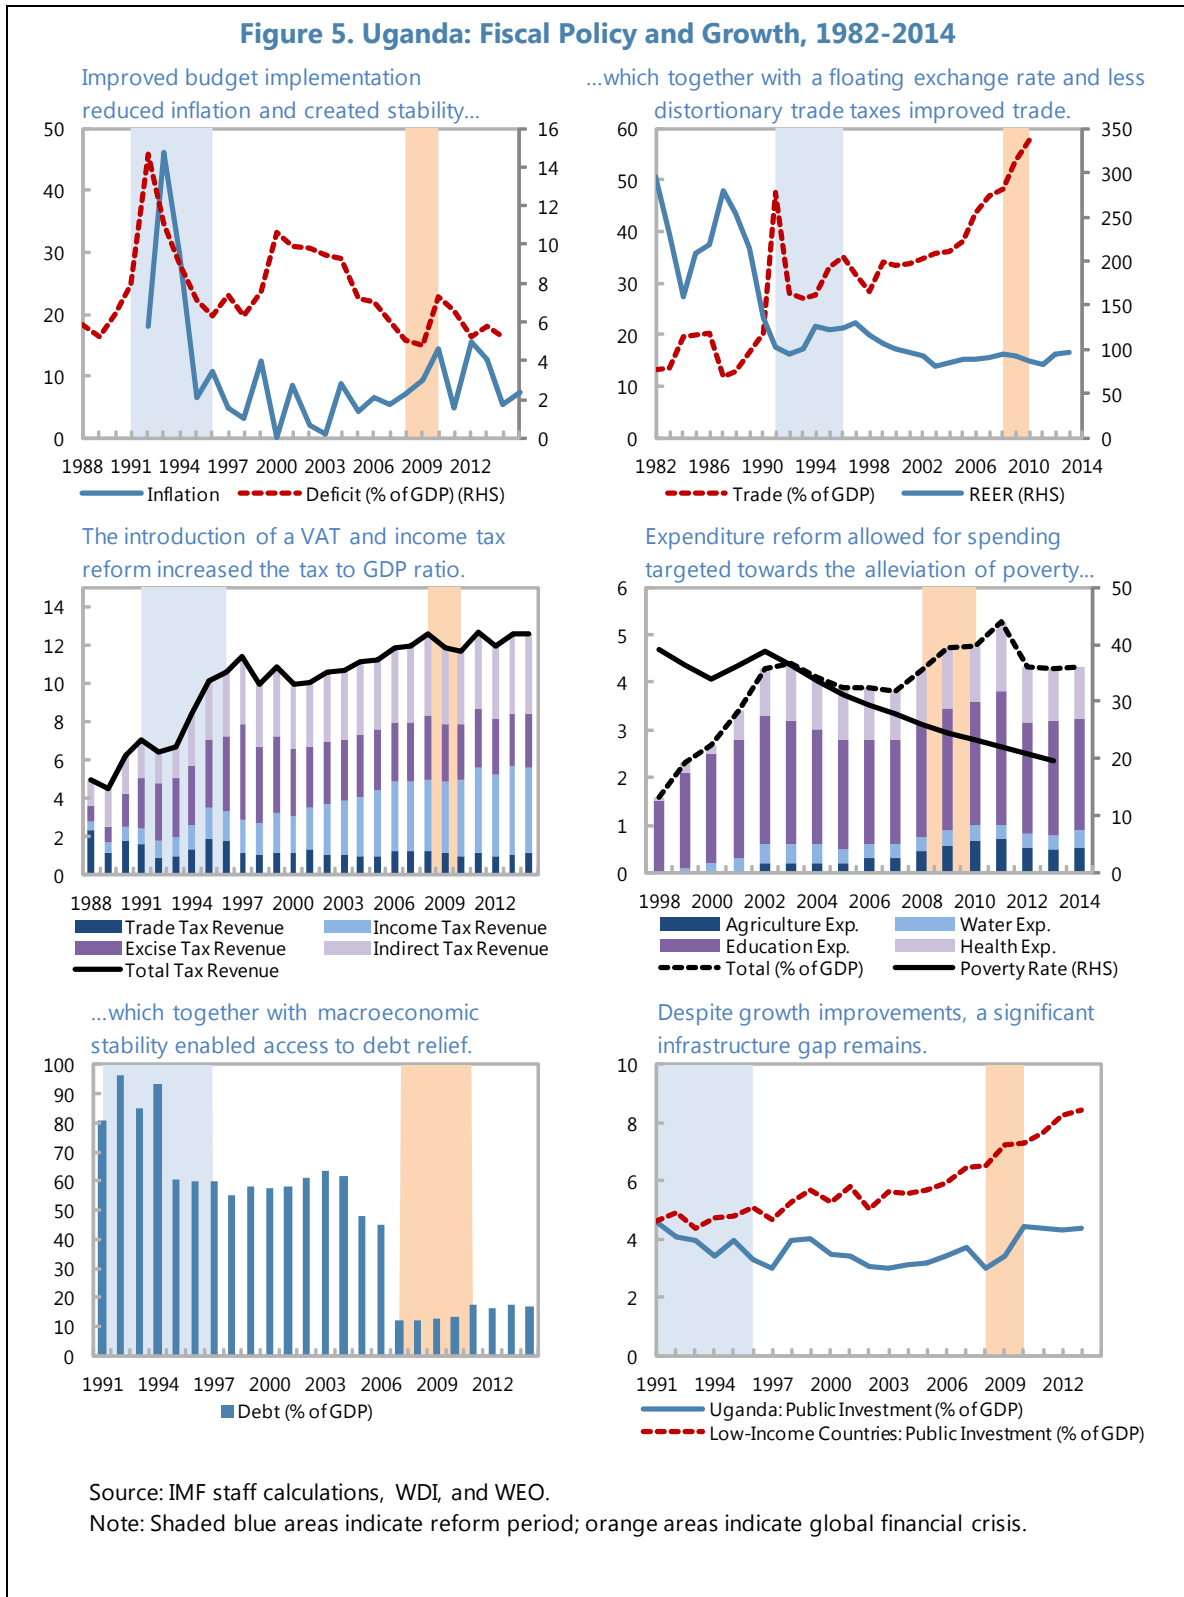 Figure 5. Uganda: Fiscal Policy and Growth, 1982-2014
Improved budget implementation
reduced inflation and created stability...
50
40
30
20
10
0
16
14
12
10
8
6
4
2
0
1988 1991 1994 1997 2000 2003 2006 2009 2012
Inflation Deficit (% of GDP) (RHS)
...which together with a floating exchange rate and less
distortionary trade taxes improved trade.
60
50
40
30
20
10
0
350
300
250
200
150
100
50
0
1982 1986 1990 1994 1998 2002 2006 2010 2014
Trade (% of GDP) REER (RHS)
The introduction of a VAT and income tax
reform increased the tax to GDP ratio.
14
12
10
8
6
4
2
0
1988 1991 1994 1997 2000 2003 2006 2009 2012
Trade Tax Revenue Income Tax Revenue
Excise Tax Revenue Indirect Tax Revenue
Total Tax Revenue
Expenditure reform allowed for spending
targeted towards the alleviation of poverty...
6
5
4
3
2
1
0
50
40
30
20
10
0
1998 2000 2002 2004 2006 2008 2010 2012 2014
Agriculture Exp. Water Exp.
Education Exp. Health Exp.
Total (% of GDP) Poverty Rate (RHS)
...which together with macroeconomic
stability enabled access to debt relief.
100
90
80
70
60
50
40
30
20
10
0
1991 1994 1997 2000 2003 2006 2009 2012
Debt (% of GDP)
Despite growth improvements, a significant
infrastructure gap remains.
10
8
6
4
2
0
1991 1994 1997 2000 2003 2006 2009 2012
Uganda: Public Investment (% of GDP)
Low-Income Countries: Public Investment (% of GDP)
Source: IMF staff calculations, WDI, and WEO.
Note: Shaded blue areas indicate reform period; orange areas indicate global financial crisis.